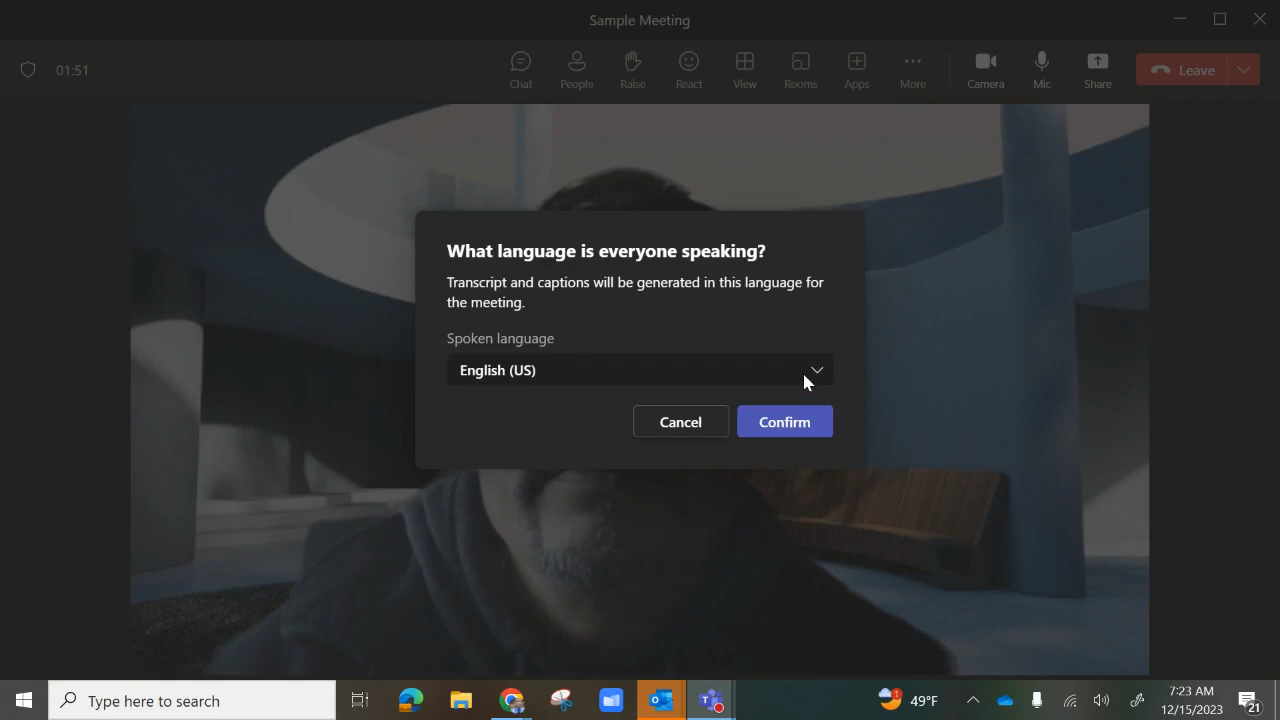 Sample Meeting
01:51
Chat People Raise React View Rooms Apps More Camera Mic Share Leave
What language is everyone speaking?
Transcript and captions will be generated in this language for
the meeting.
Spoken language
English (US)
Cancel Confirm
Type here to search
1 49°F
7:23 AM
12/15/2023
21